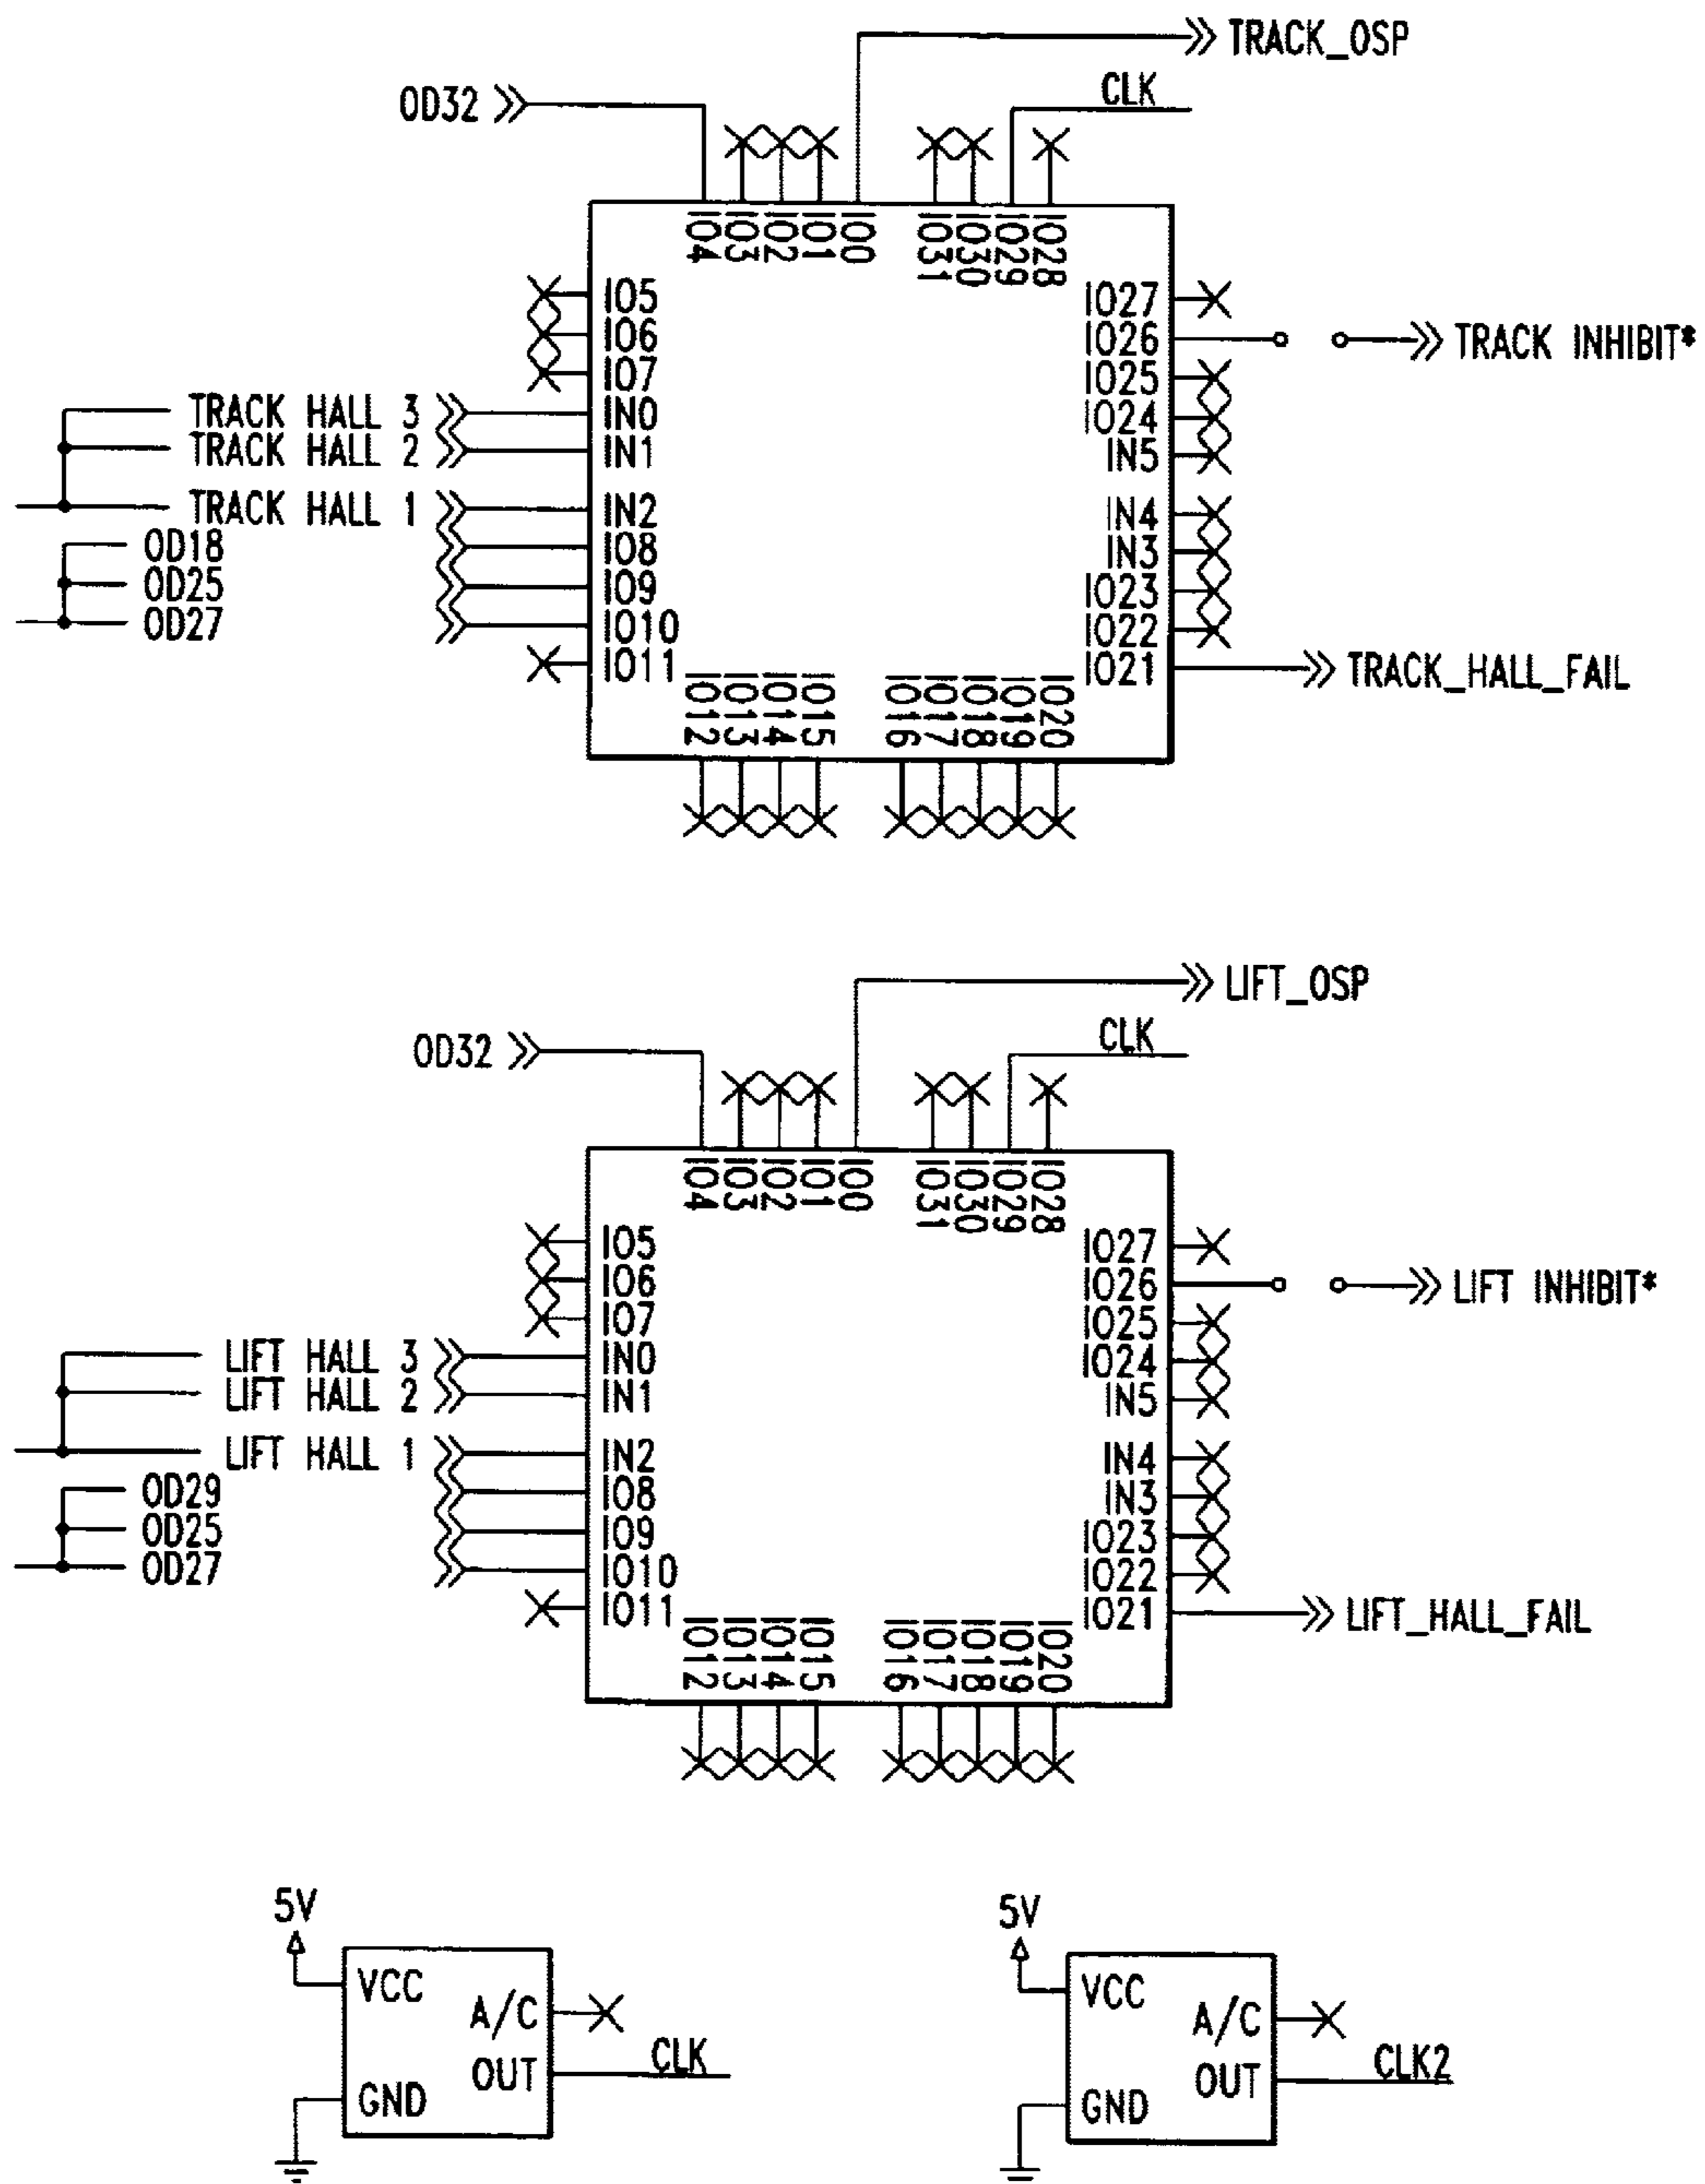 TRACK_OSP
OD32
CLK
IO4 IO3 IO2 IO1 IO0 IO31 IO30 IO29 IO28
IO5
IO6
IO7
TRACK HALL 3 IN0
TRACK HALL 2 IN1
TRACK HALL 1 IN2
OD18 IO8
OD25 IO9
OD27 IO10
IO11
IO27
IO26 TRACK INHIBIT*
IO25
IO24
IN5
IN4
IN3
IO23
IO22
IO21 TRACK_HALL_FAIL
IO12 IO13 IO14 IO15 IO16 IO17 IO18 IO19 IO20
LIFT_OSP
OD32
CLK
IO4 IO3 IO2 IO1 IO0 IO31 IO30 IO29 IO28
IO5
IO6
IO7
LIFT HALL 3 IN0
LIFT HALL 2 IN1
LIFT HALL 1 IN2
OD29 IO8
OD25 IO9
OD27 IO10
IO11
IO27
IO26 LIFT INHIBIT*
IO25
IO24
IN5
IN4
IN3
IO23
IO22
IO21 LIFT_HALL_FAIL
IO12 IO13 IO14 IO15 IO16 IO17 IO18 IO19 IO20
5V
VCC
A/C
OUT CLK
GND
5V
VCC
A/C
OUT CLK2
GND